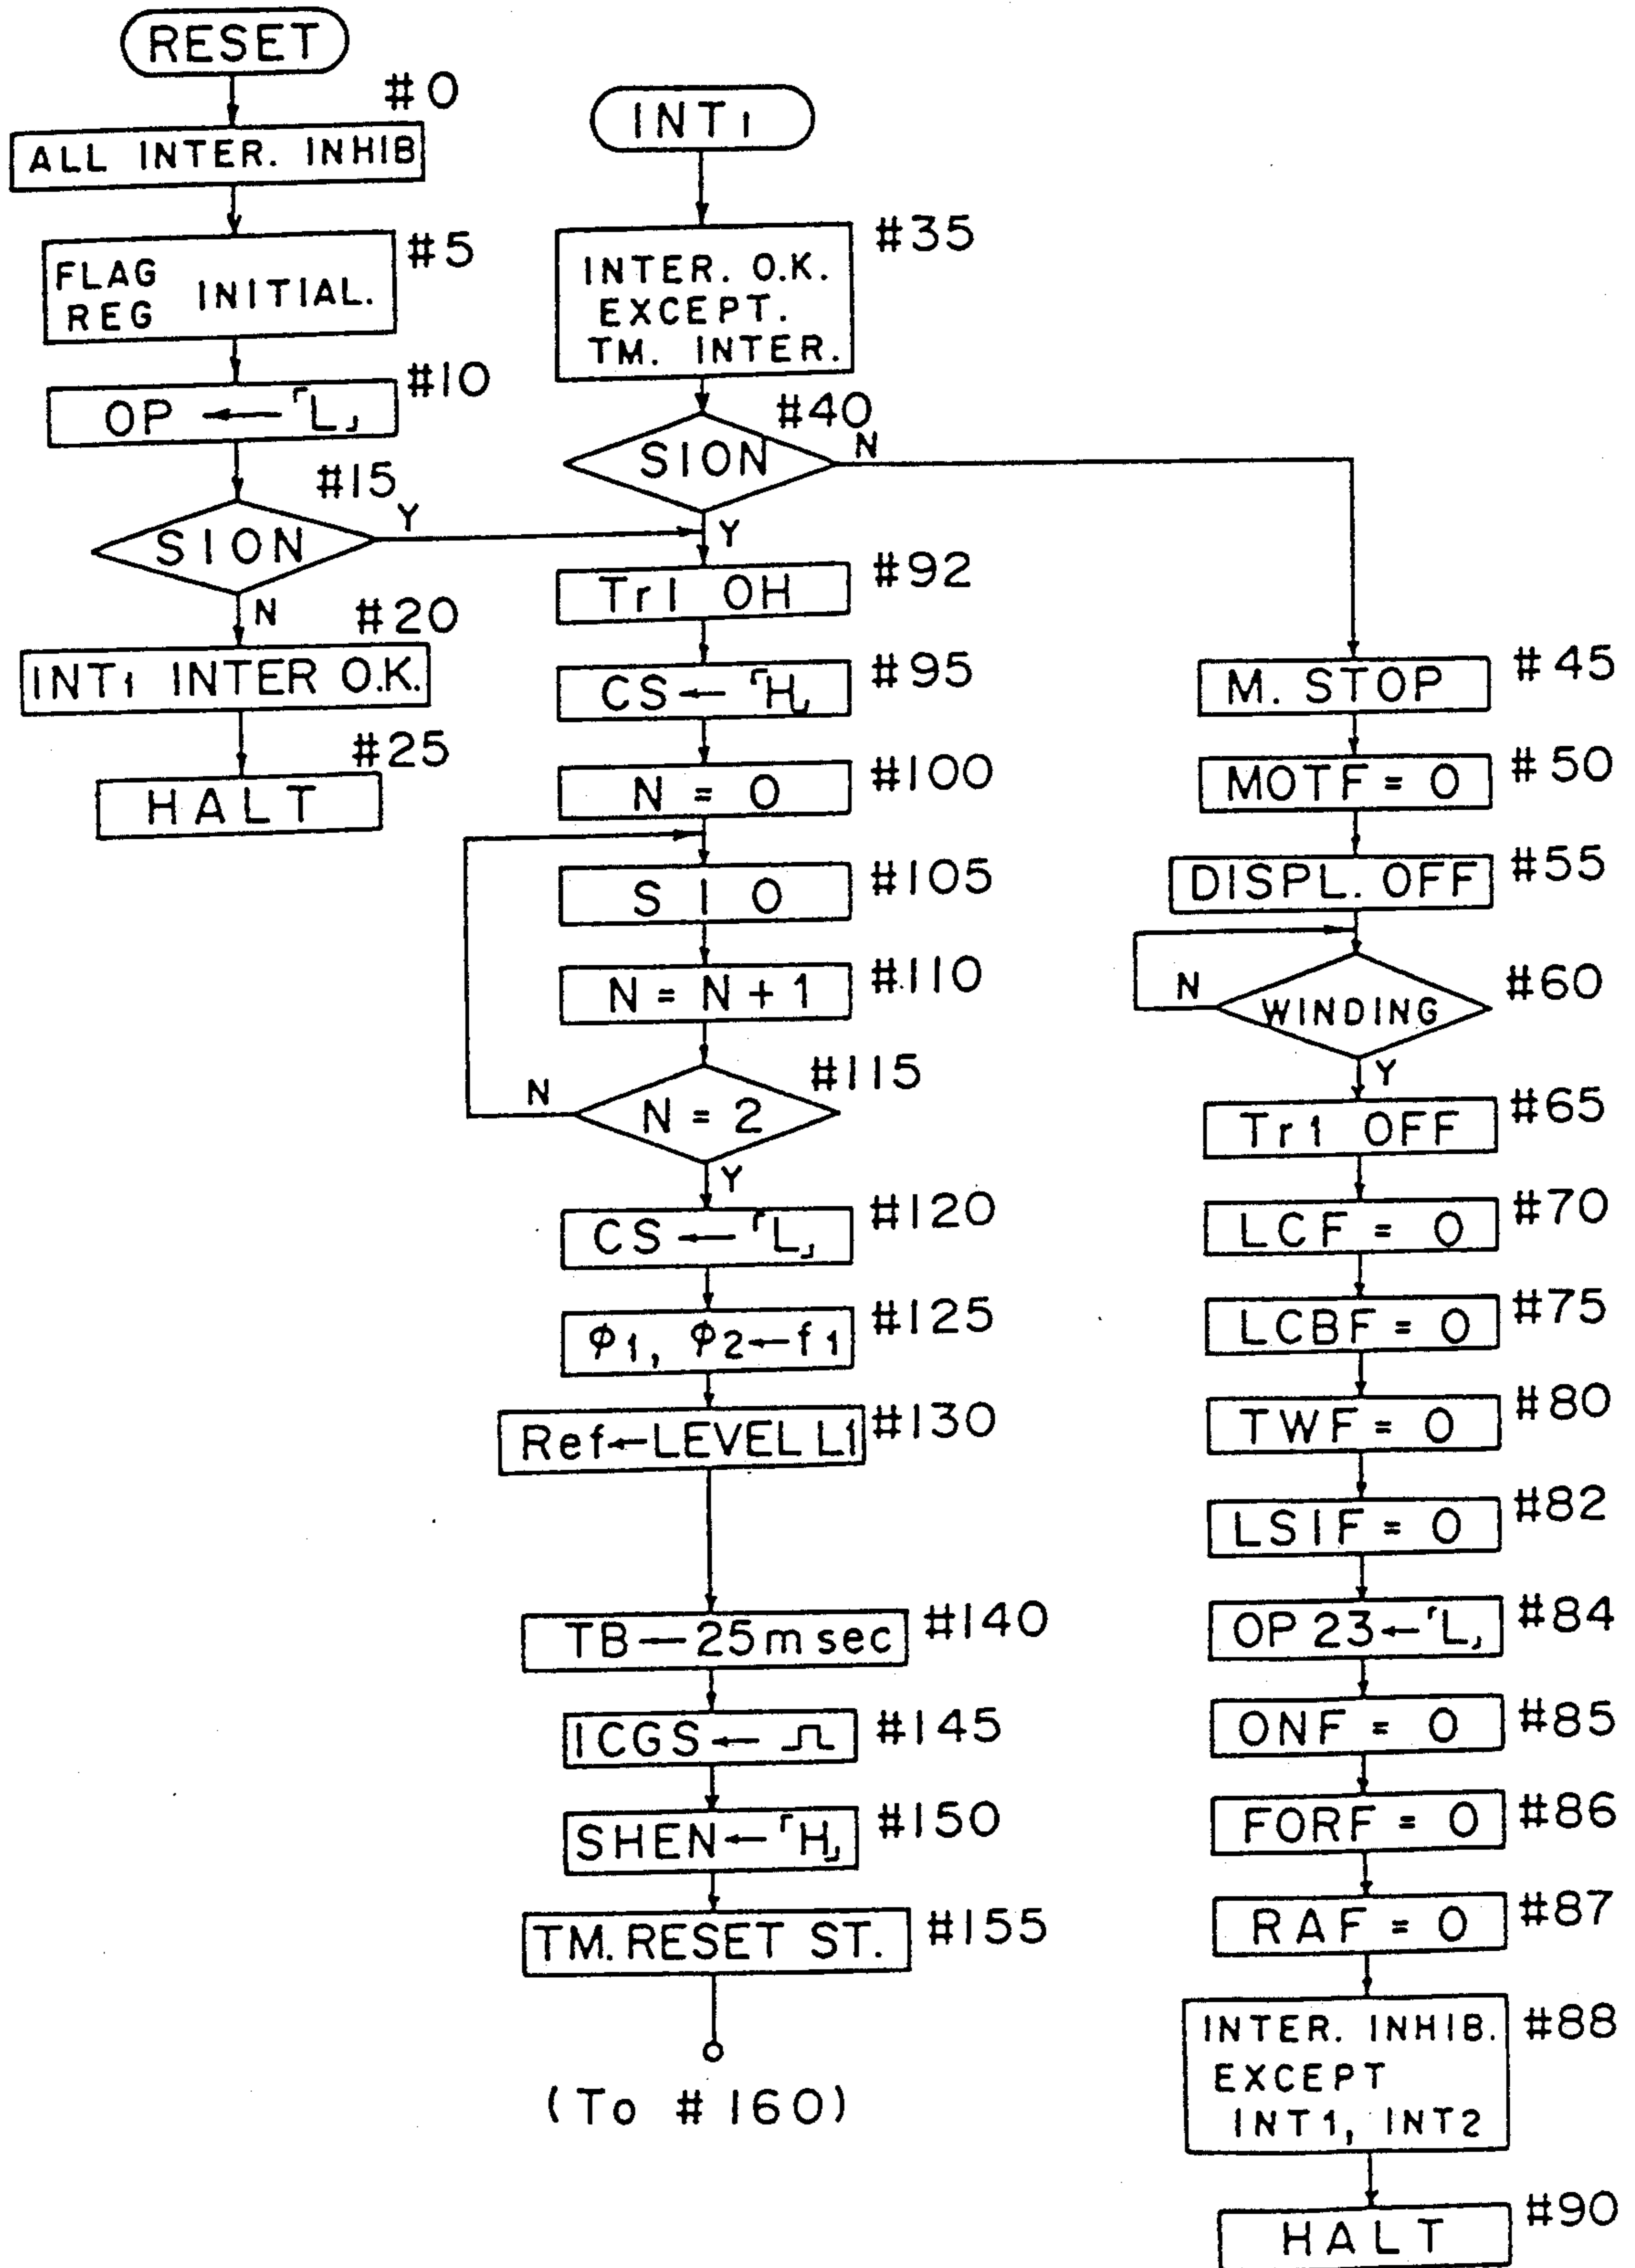 RESET
#0
ALL INTER. INHIB
#5
FLAG
REG INITIAL.
#10
OP ← 「L」
#15
SION
Y
N
#20
INT1 INTER O.K.
#25
HALT
INT1
#35
INTER. O.K.
EXCEPT.
TM. INTER.
#40
SION
N
Y
#92
Tr1 OH
#95
CS ← 「H」
#100
N = 0
#105
SIO
#110
N = N + 1
#115
N
N = 2
Y
#120
CS ← 「L」
#125
φ1, φ2 ← f1
#130
Ref ← LEVEL L1
#140
TB — 25 m sec
#145
ICGS ←
#150
SHEN ← 「H」
#155
TM. RESET ST.
(To #160)
#45
M. STOP
#50
MOTF = 0
#55
DISPL. OFF
#60
N
WINDING
Y
#65
Tr1 OFF
#70
LCF = 0
#75
LCBF = 0
#80
TWF = 0
#82
LSIF = 0
#84
OP 23 ← 「L」
#85
ONF = 0
#86
FORF = 0
#87
RAF = 0
#88
INTER. INHIB.
EXCEPT
INT1, INT2
#90
HALT